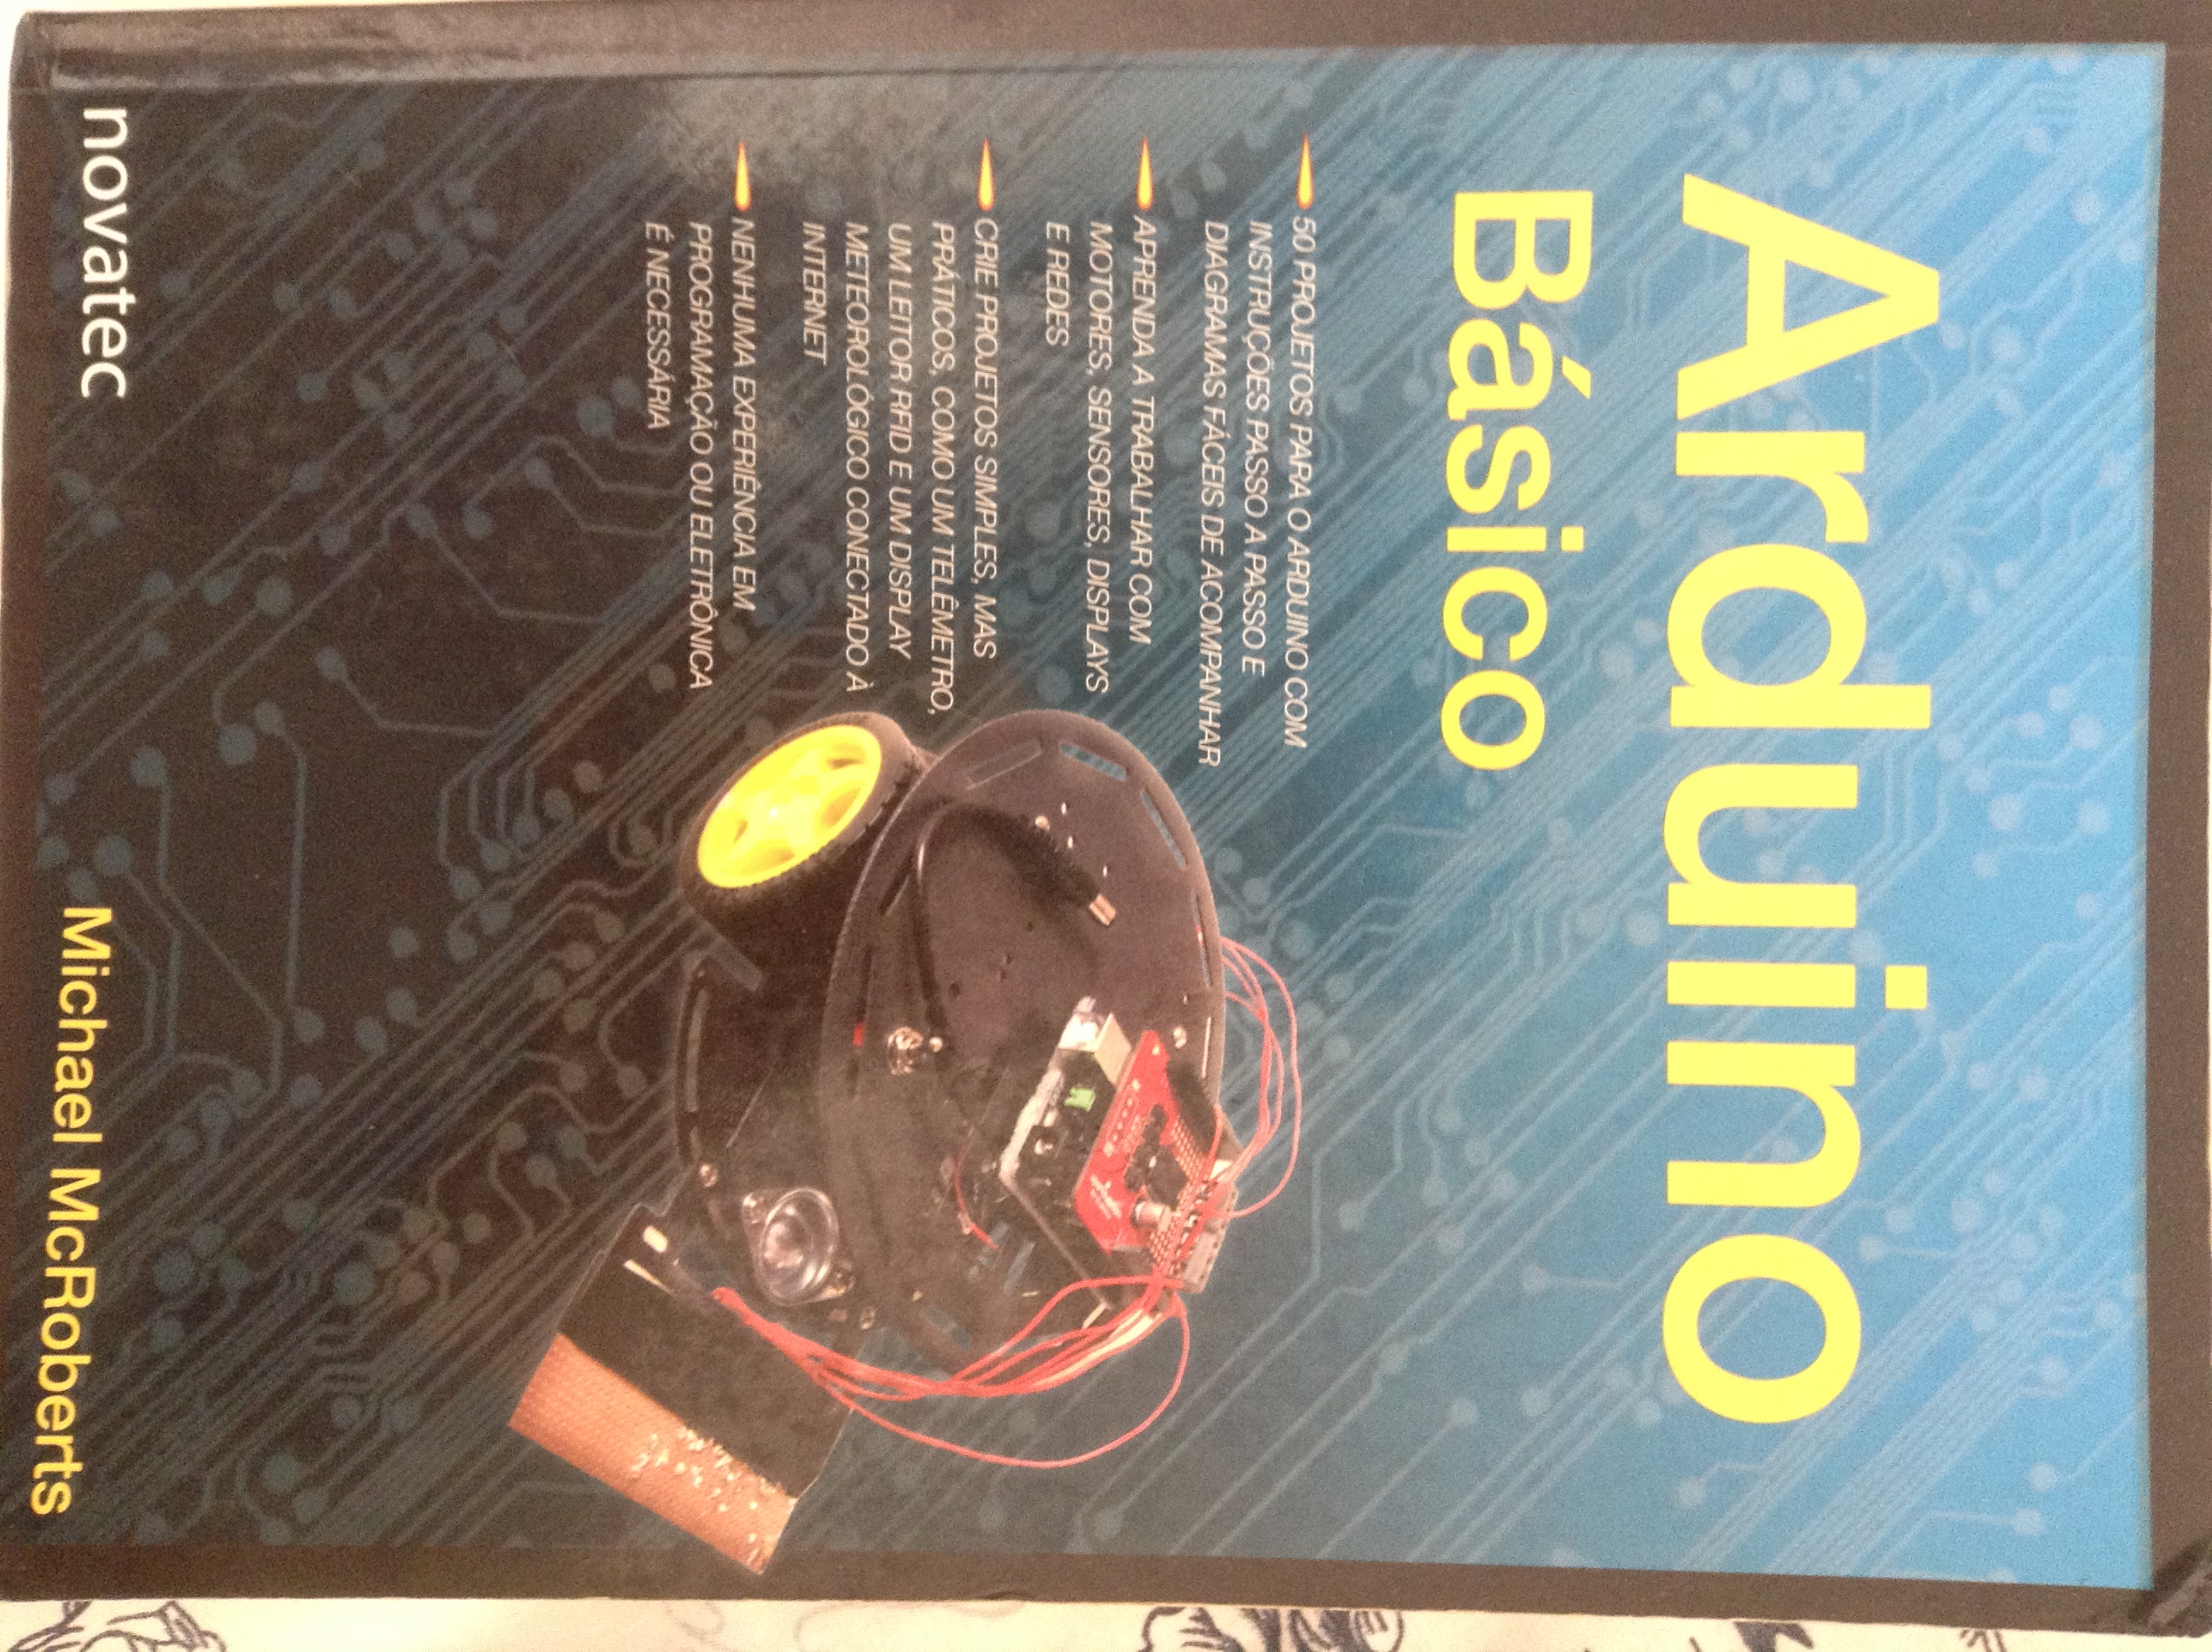 Arduino
Básico
50 PROJETOS PARA O ARDUINO COM
INSTRUÇÕES PASSO A PASSO E
DIAGRAMAS FÁCEIS DE ACOMPANHAR
APRENDA A TRABALHAR COM
MOTORES, SENSORES, DISPLAYS
E REDES
CRIE PROJETOS SIMPLES, MAS
PRÁTICOS, COMO UM TELÊMETRO,
UM LEITOR RFID E UM DISPLAY
METEOROLÓGICO CONECTADO À
INTERNET
NENHUMA EXPERIÊNCIA EM
PROGRAMAÇÃO OU ELETRÔNICA
É NECESSÁRIA
novatec
Michael McRoberts